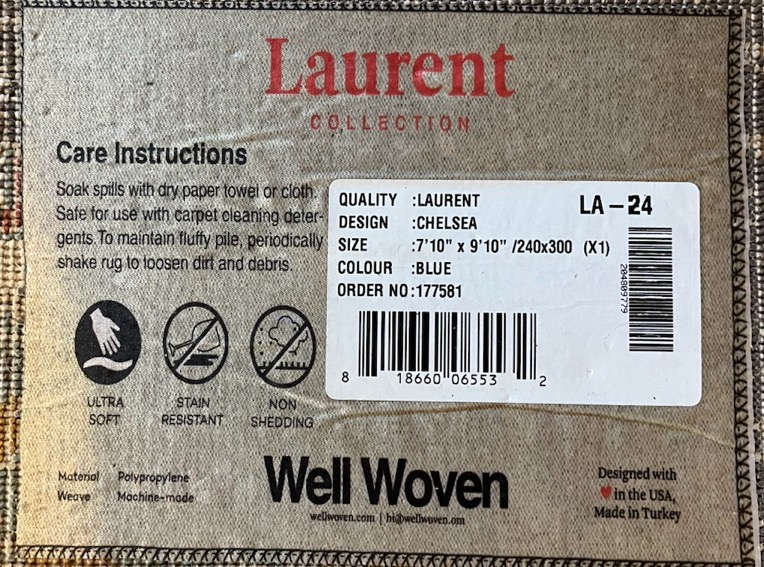 Laurent
COLLECTION
Care Instructions
Soak spills with dry paper towel or cloth.
Safe for use with carpet cleaning deter-
gents. To maintain fluffy pile, periodically
shake rug to loosen dirt and debris.
QUALITY :LAURENT
LA-24
DESIGN :CHELSEA
SIZE :7'10" x 9'10" /240x300 (X1)
COLOUR :BLUE
ORDER NO:177581
204809779
8 18660 06553 2
ULTRA
SOFT
STAIN
RESISTANT
NON
SHEDDING
Material Polypropylene
Weave Machine-made
Well Woven
wellwoven.com | hi@wellwoven.om
Designed with
♥ in the USA,
Made in Turkey